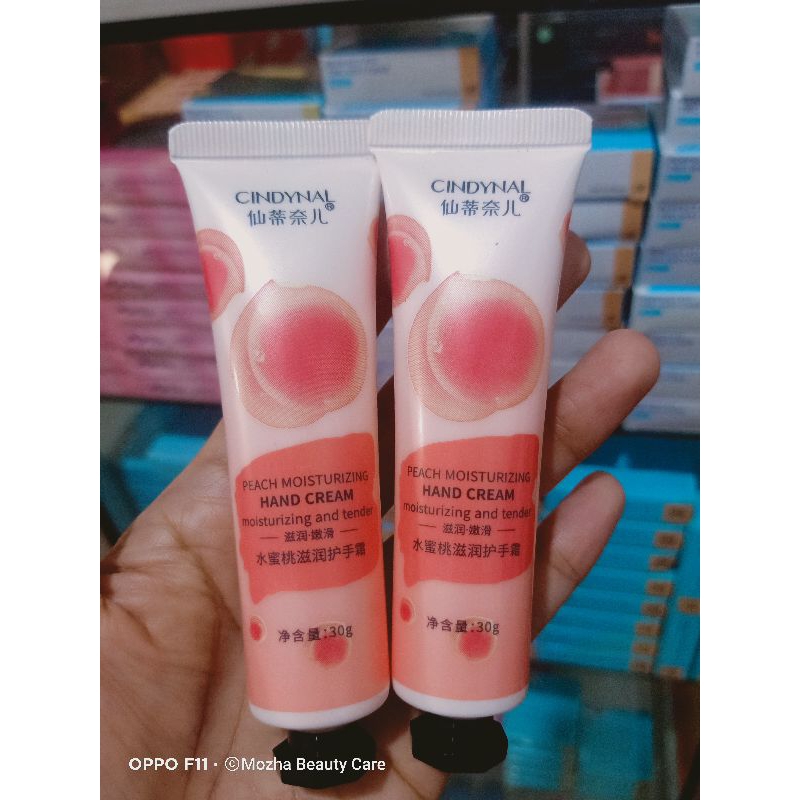 CINDYNAL®
仙蒂奈儿
PEACH MOISTURIZING
HAND CREAM
moisturizing and tender
滋润·嫩滑
水蜜桃滋润护手霜
净含量:30g
CINDYNAL®
仙蒂奈儿
PEACH MOISTURIZING
HAND CREAM
moisturizing and tender
滋润·嫩滑
水蜜桃滋润护手霜
净含量:30g
OPPO F11 · ©Mozha Beauty Care